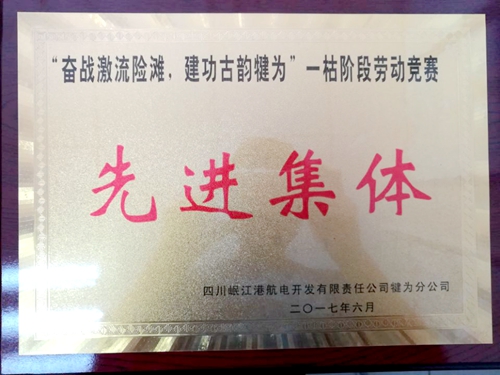 “奋战激流险滩，建功古韵犍为”一枯阶段劳动竞赛
先进集体
四川岷江港航电开发有限责任公司犍为分公司
二〇一七年六月